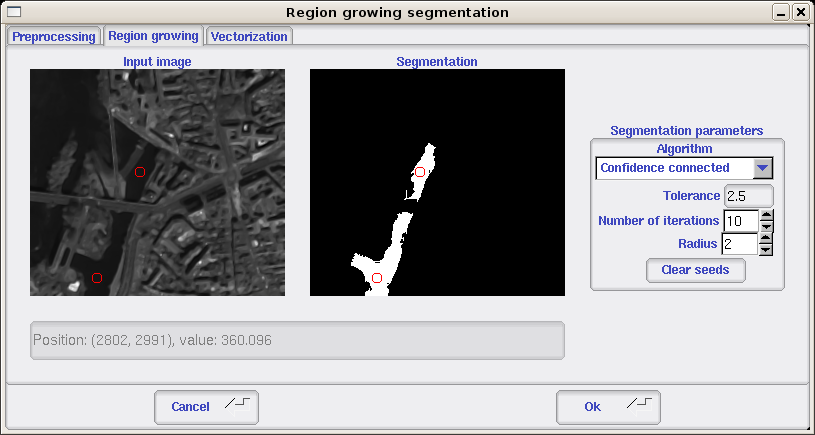 Region growing segmentation
Preprocessing Region growing Vectorization
Input image
Segmentation
Segmentation parameters
Algorithm
Confidence connected
Tolerance 2.5
Number of iterations 10
Radius 2
Clear seeds
Position: (2802, 2991), value: 360.096
Cancel
Ok